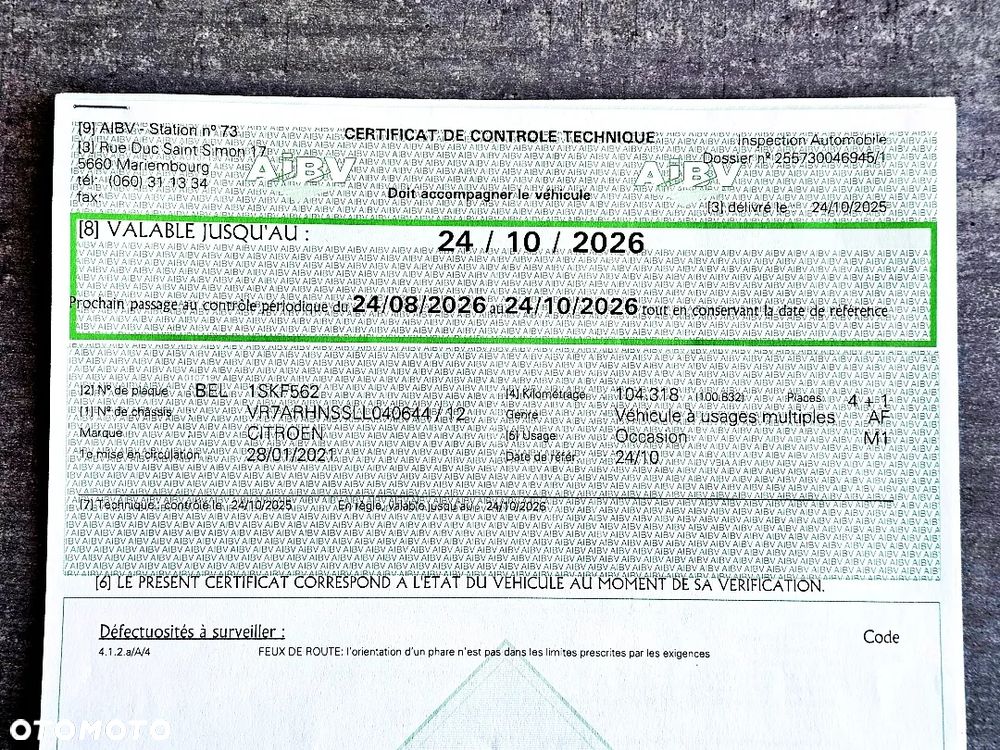 [9] AIBV - Station n° 73
[3] Rue Duc Saint Simon 17
5660 Mariembourg
tél: (060) 31 13 34
fax:
CERTIFICAT DE CONTROLE TECHNIQUE
Doit accompagner le véhicule
AiBV
AiBV
Inspection Automobile
Dossier n° 255730046945/1
[3] délivré le 24/10/2025
[8] VALABLE JUSQU'AU : 24 / 10 / 2026
Prochain passage au contrôle périodique du 24/08/2026 au 24/10/2026 tout en conservant la date de référence
[2] N° de plaque BEL 1SKF562 [4] Kilométrage 104.318 (100.832) Places 4 + 1
[1] N° de châssis VR7ARHNSSLL040644 / 12 Genre Véhicule à usages multiples AF
Marque CITROEN [6] Usage Occasion M1
1e mise en circulation 28/01/2021 Date de réfer. 24/10
[7] Technique: contrôlé le 24/10/2025 En règle, valable jusqu'au : 24/10/2026
[6] LE PRESENT CERTIFICAT CORRESPOND A L'ETAT DU VEHICULE AU MOMENT DE SA VERIFICATION.
Défectuosités à surveiller : Code
4.1.2.a/A/4 FEUX DE ROUTE: l'orientation d'un phare n'est pas dans les limites prescrites par les exigences
OTOMOTO